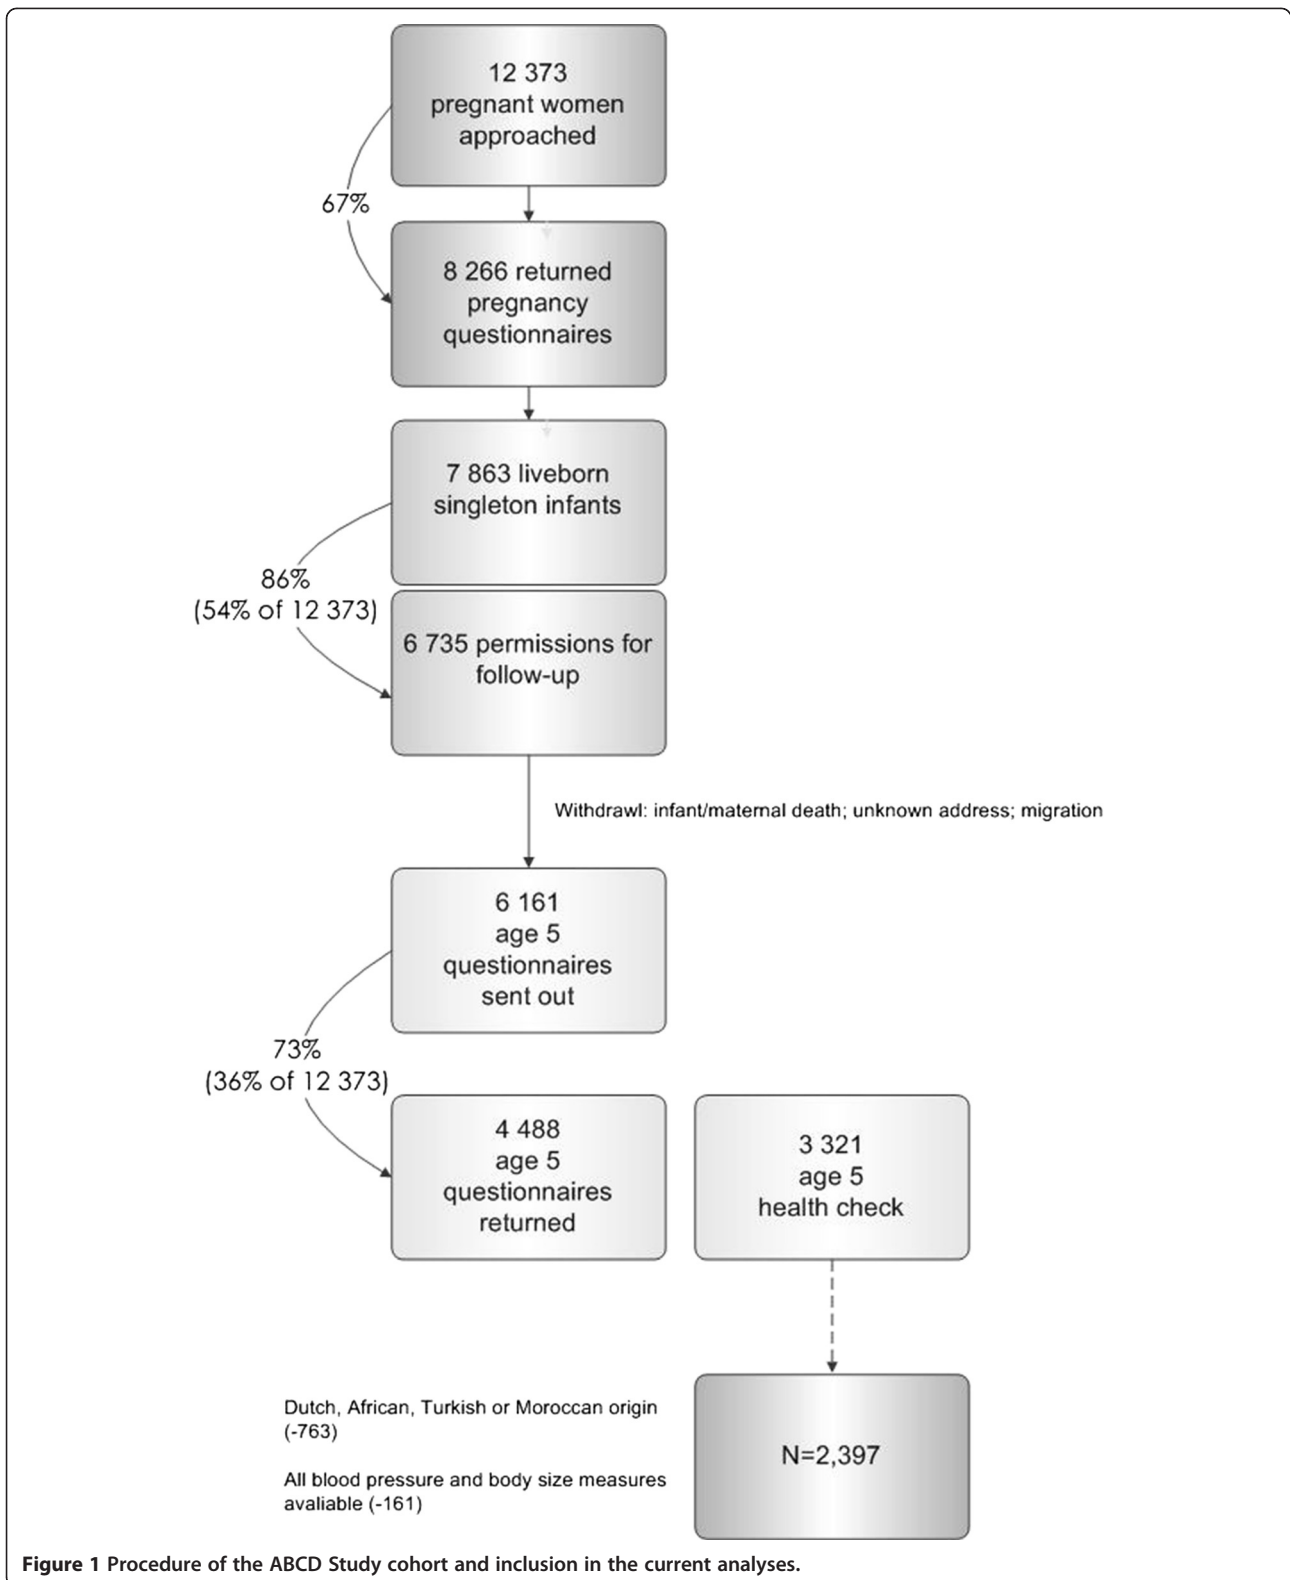 12 373
pregnant women
approached
67%
8 266 returned
pregnancy
questionnaires
7 863 liveborn
singleton infants
86%
(54% of 12 373)
6 735 permissions for
follow-up
Withdrawl: infant/maternal death; unknown address; migration
6 161
age 5
questionnaires
sent out
73%
(36% of 12 373)
4 488
age 5
questionnaires
returned
3 321
age 5
health check
Dutch, African, Turkish or Moroccan origin
(-763)
All blood pressure and body size measures
avaliable (-161)
N=2,397
Figure 1 Procedure of the ABCD Study cohort and inclusion in the current analyses.